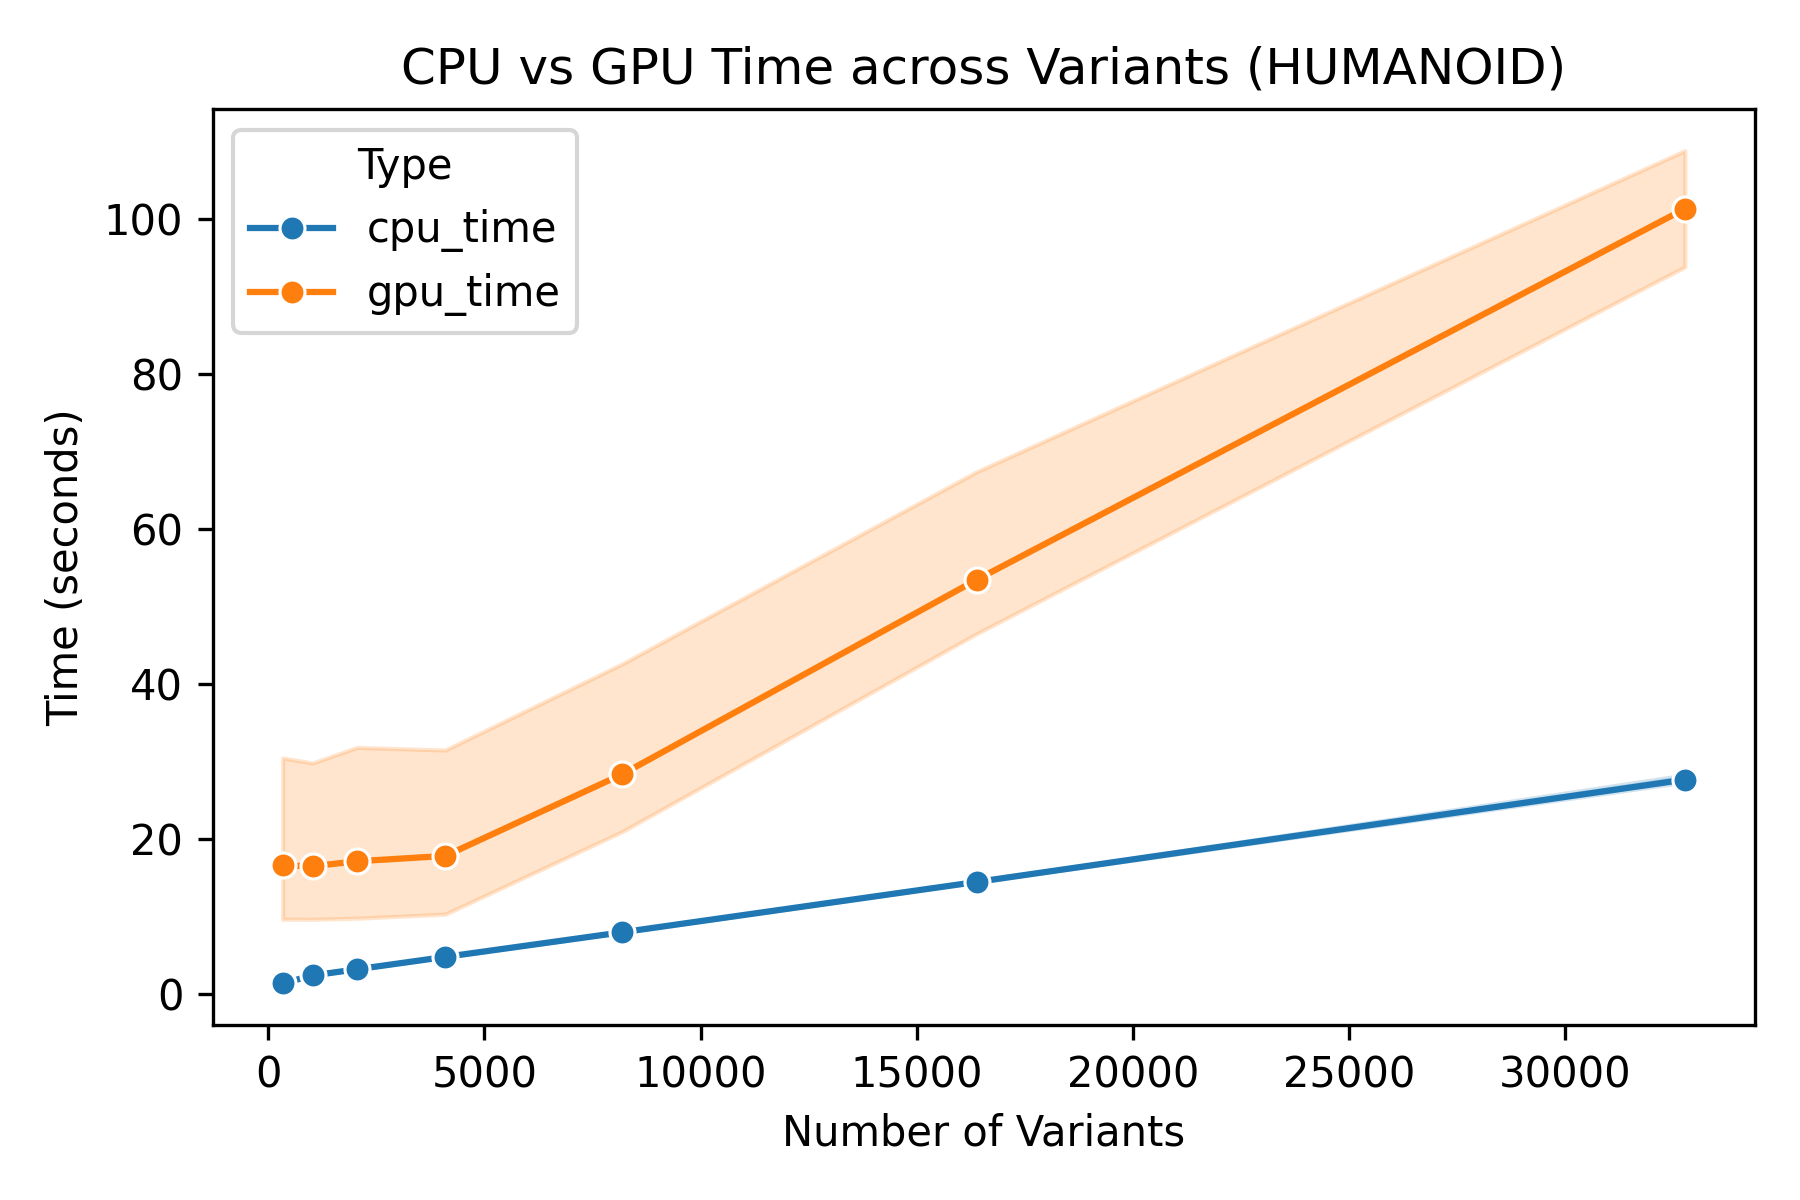 CPU vs GPU Time across Variants (HUMANOID)
Type
cpu_time
gpu_time
Time (seconds)
100
80
60
40
20
0
0 5000 10000 15000 20000 25000 30000
Number of Variants